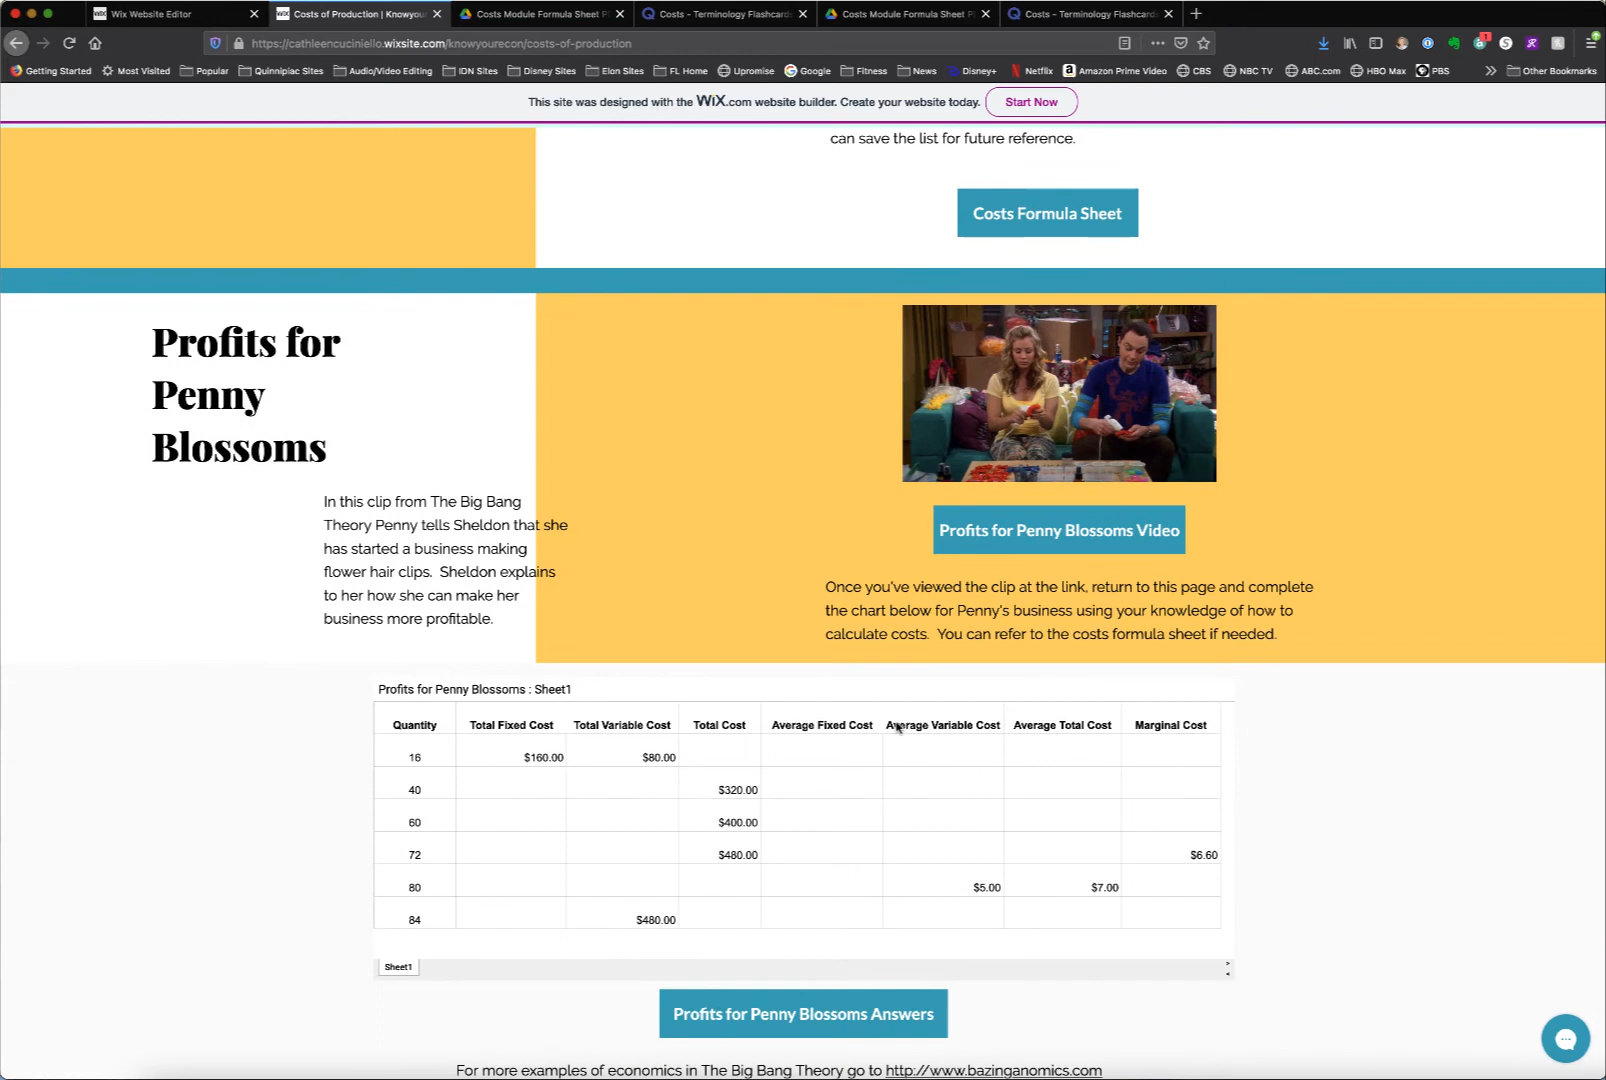 Wix Website Editor
Costs of Production | Knowyour
Costs Module Formula Sheet P
Costs - Terminology Flashcards
Costs Module Formula Sheet P
Costs - Terminology Flashcards
https://cathleencuciniello.wixsite.com/knowyourecon/costs-of-production
Getting Started Most Visited Popular Quinnipiac Sites Audio/Video Editing IDN Sites Disney Sites Elon Sites FL Home Upromise Google Fitness News Disney+ Netflix Amazon Prime Video CBS NBC TV ABC.com HBO Max PBS Other Bookmarks
This site was designed with the WiX.com website builder. Create your website today. Start Now
can save the list for future reference.
Costs Formula Sheet
Profits for
Penny
Blossoms
In this clip from The Big Bang
Theory Penny tells Sheldon that she
has started a business making
flower hair clips. Sheldon explains
to her how she can make her
business more profitable.
Profits for Penny Blossoms Video
Once you've viewed the clip at the link, return to this page and complete
the chart below for Penny's business using your knowledge of how to
calculate costs. You can refer to the costs formula sheet if needed.
Profits for Penny Blossoms : Sheet1
Quantity Total Fixed Cost Total Variable Cost Total Cost Average Fixed Cost Average Variable Cost Average Total Cost Marginal Cost
16 $160.00 $80.00
40 $320.00
60 $400.00
72 $480.00 $6.60
80 $5.00 $7.00
84 $480.00
Sheet1
Profits for Penny Blossoms Answers
For more examples of economics in The Big Bang Theory go to http://www.bazinganomics.com